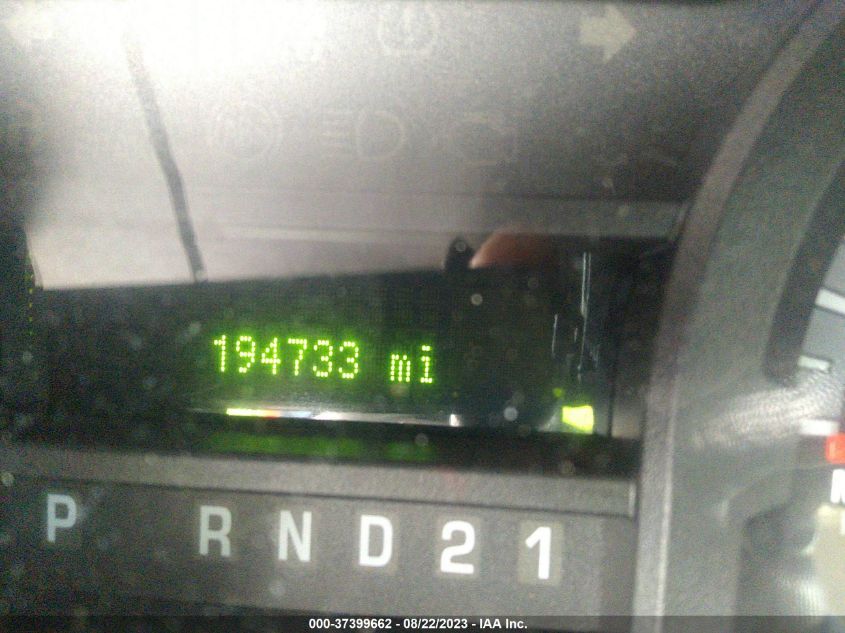 194733 mi
P R N D 2 1
000-37399662 - 08/22/2023 - IAA Inc.